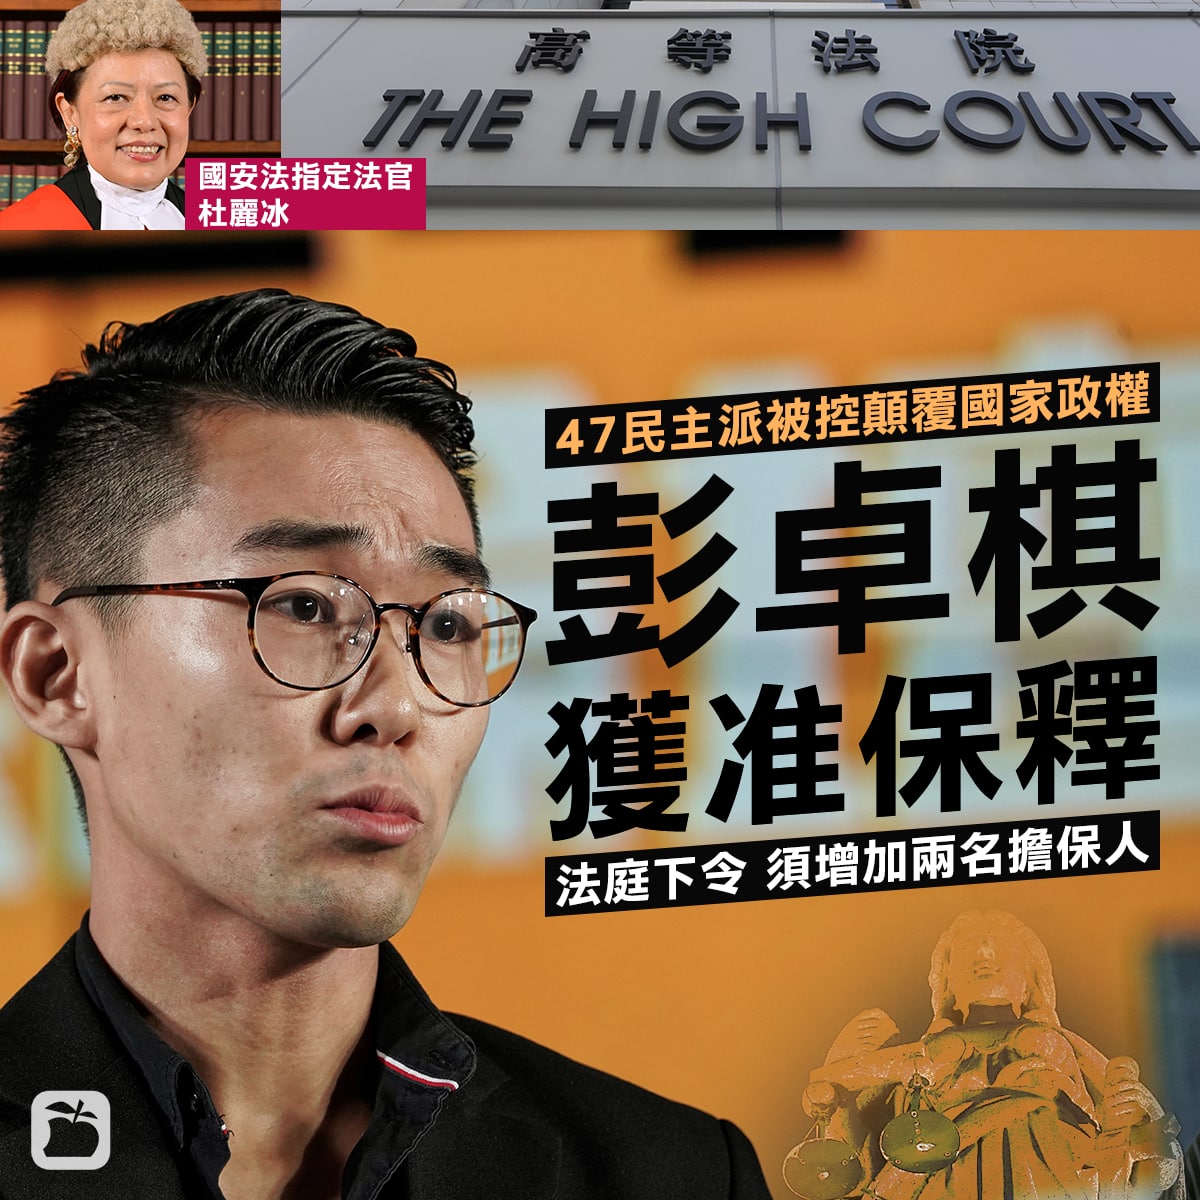 高等法院
THE HIGH COURT
國安法指定法官
杜麗冰
47民主派被控顛覆國家政權
彭卓棋
獲准保釋
法庭下令 須增加兩名擔保人